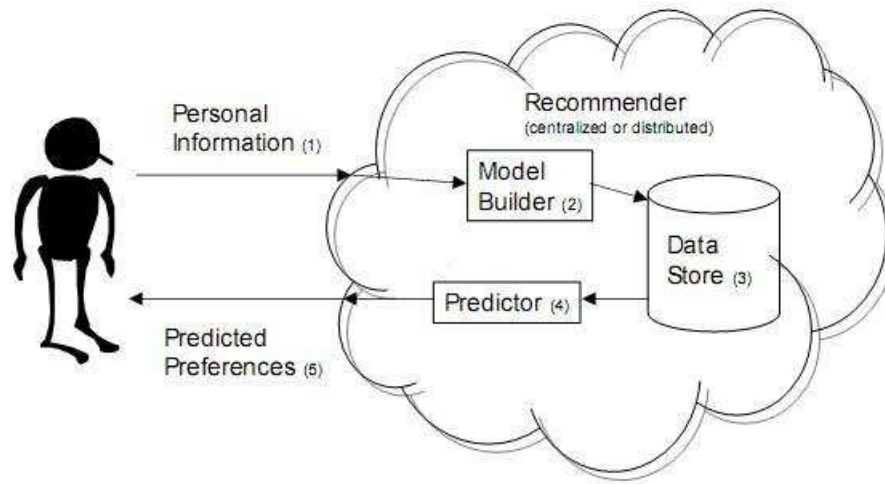 Personal
Information (1)
Recommender
(centralized or distributed)
Model
Builder (2)
Data
Store (3)
Predictor (4)
Predicted
Preferences (5)